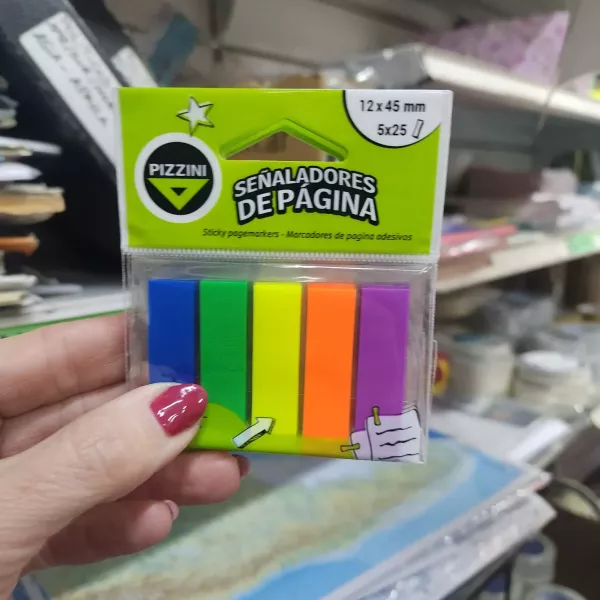 12 x 45 mm
5x25
PIZZINI
SEÑALADORES
DE PÁGINA
Sticky pagemarkers - Marcadores de pagina adesivos